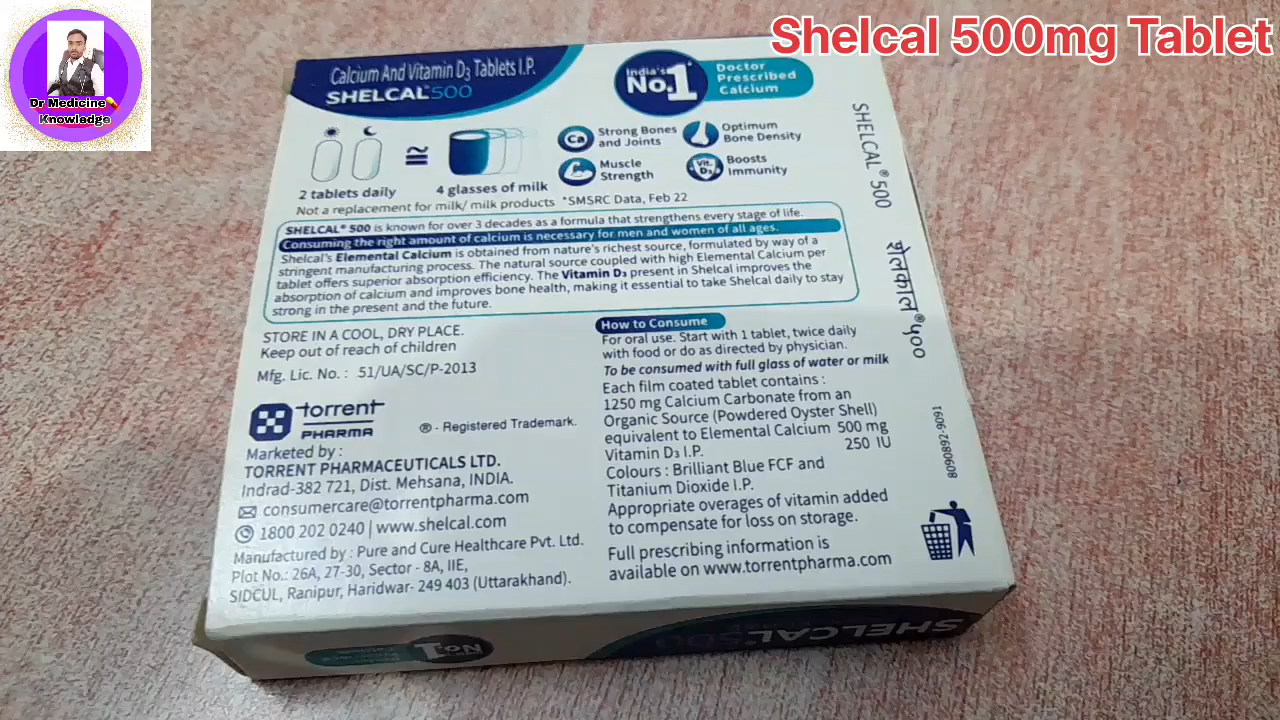 Shelcal 500mg Tablet
Dr Medicine
Knowledge
Calcium And Vitamin D₃ Tablets I.P.
SHELCAL®500
India's
No.1*
Doctor
Prescribed
Calcium
2 tablets daily
4 glasses of milk
Ca
Strong Bones
and Joints
Optimum
Bone Density
Muscle
Strength
Vit.
D₃
Boosts
Immunity
Not a replacement for milk/ milk products *SMSRC Data, Feb 22
SHELCAL® 500 is known for over 3 decades as a formula that strengthens every stage of life.
Consuming the right amount of calcium is necessary for men and women of all ages.
Shelcal's Elemental Calcium is obtained from nature's richest source, formulated by way of a
stringent manufacturing process. The natural source coupled with high Elemental Calcium per
tablet offers superior absorption efficiency. The Vitamin D₃ present in Shelcal improves the
absorption of calcium and improves bone health, making it essential to take Shelcal daily to stay
strong in the present and the future.
STORE IN A COOL, DRY PLACE.
Keep out of reach of children
Mfg. Lic. No. : 51/UA/SC/P-2013
torrent
PHARMA
® - Registered Trademark.
Marketed by :
TORRENT PHARMACEUTICALS LTD.
Indrad-382 721, Dist. Mehsana, INDIA.
consumercare@torrentpharma.com
1800 202 0240 | www.shelcal.com
Manufactured by : Pure and Cure Healthcare Pvt. Ltd.
Plot No.: 26A, 27-30, Sector - 8A, IIE,
SIDCUL, Ranipur, Haridwar- 249 403 (Uttarakhand).
How to Consume
For oral use. Start with 1 tablet, twice daily
with food or do as directed by physician.
To be consumed with full glass of water or milk
Each film coated tablet contains :
1250 mg Calcium Carbonate from an
Organic Source (Powdered Oyster Shell)
equivalent to Elemental Calcium 500 mg
Vitamin D₃ I.P. 250 IU
Colours : Brilliant Blue FCF and
Titanium Dioxide I.P.
Appropriate overages of vitamin added
to compensate for loss on storage.
Full prescribing information is
available on www.torrentpharma.com
SHELCAL® 500
शेलकाल® ५००
8090892-9091
No.1
SHELCAL®500